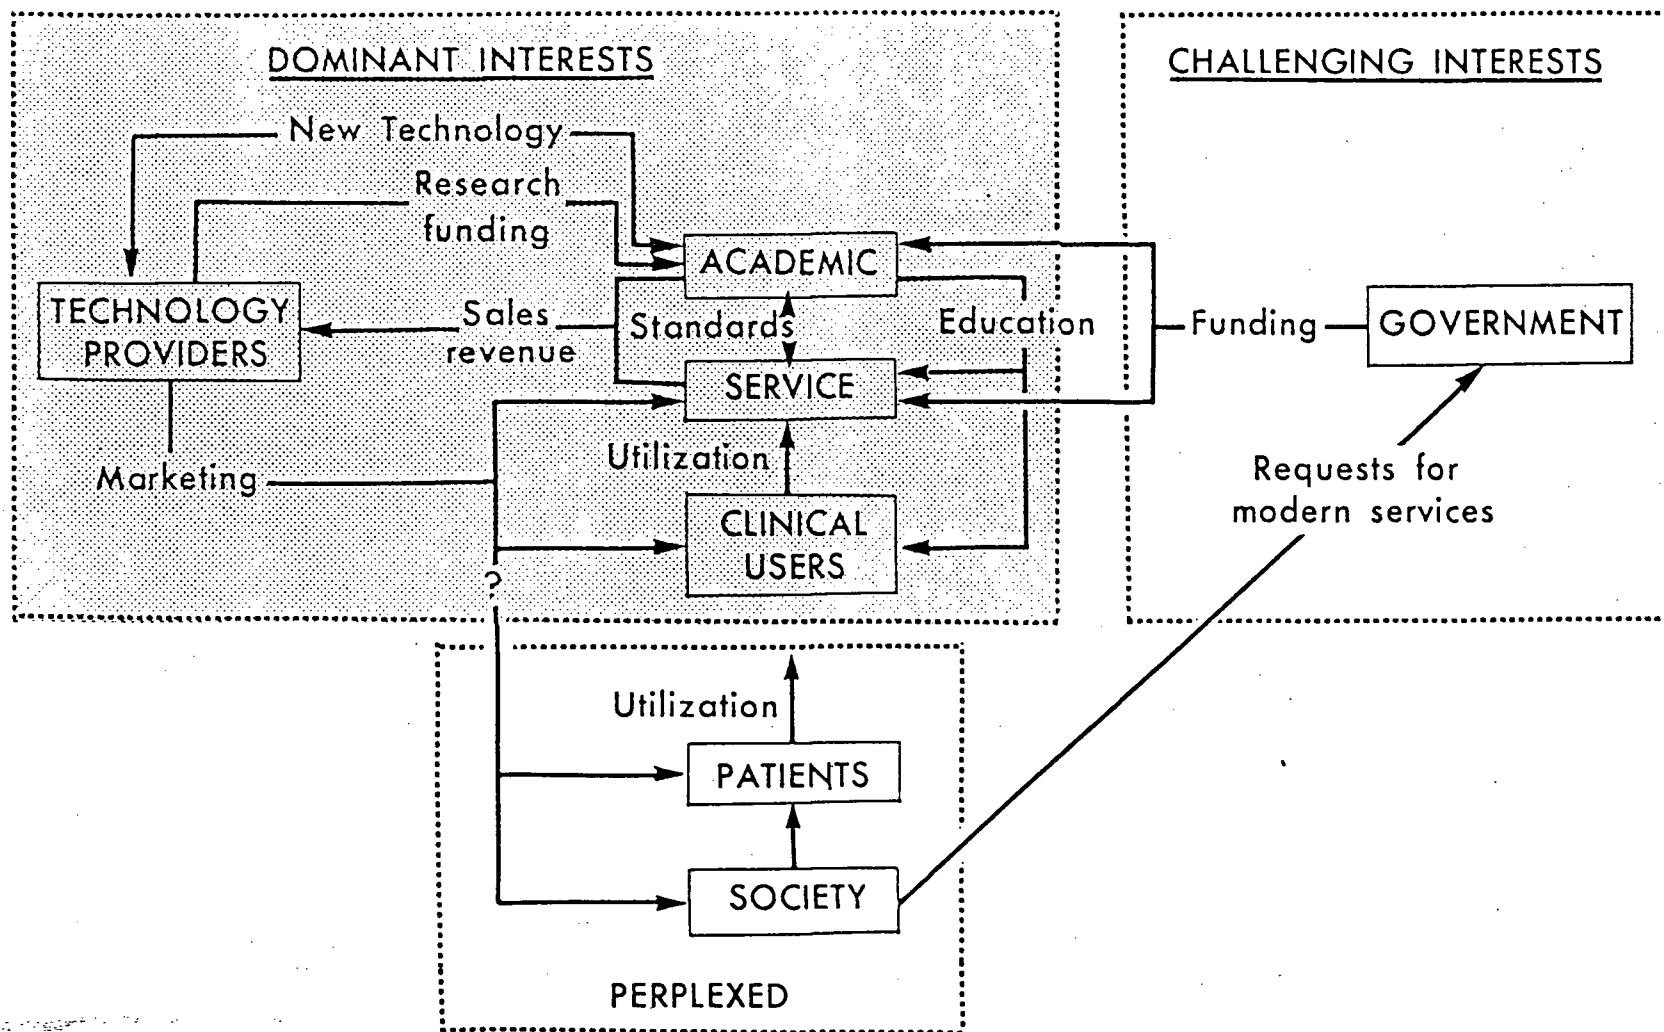 DOMINANT INTERESTS
CHALLENGING INTERESTS
New Technology
Research
funding
ACADEMIC
TECHNOLOGY
PROVIDERS
Sales
revenue
Standards
Education
Funding
GOVERNMENT
SERVICE
Utilization
Marketing
Requests for
modern services
CLINICAL
USERS
?
Utilization
PATIENTS
SOCIETY
PERPLEXED